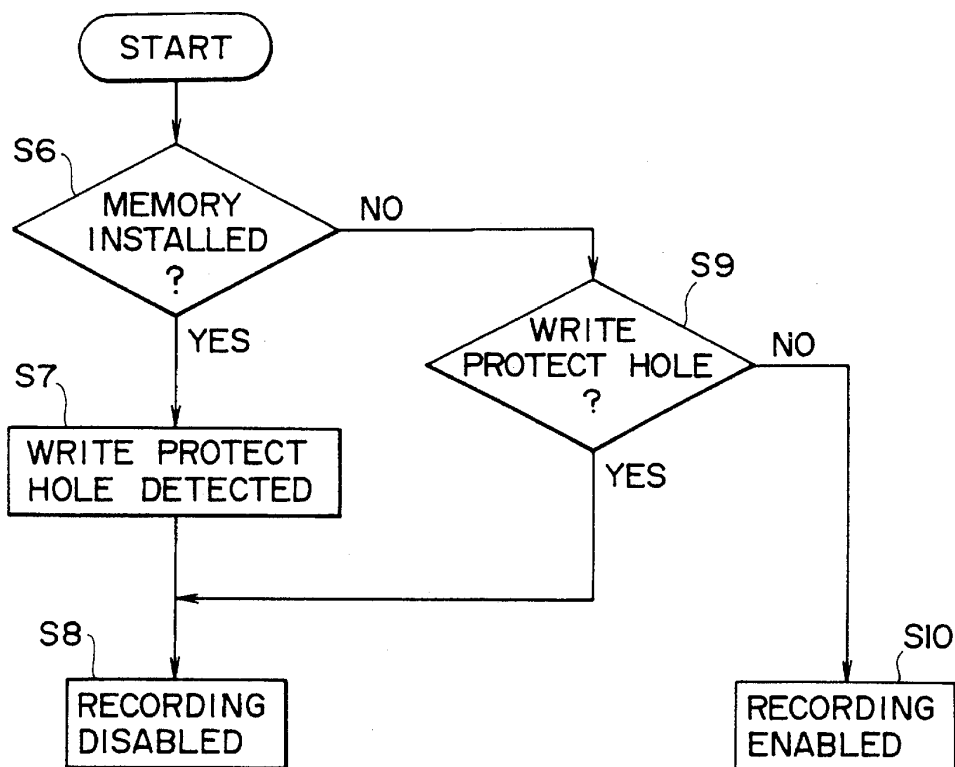 START
S6
MEMORY
INSTALLED
?
NO
YES
S9
WRITE
PROTECT HOLE
?
NO
YES
S7
WRITE PROTECT
HOLE DETECTED
S8
RECORDING
DISABLED
S10
RECORDING
ENABLED